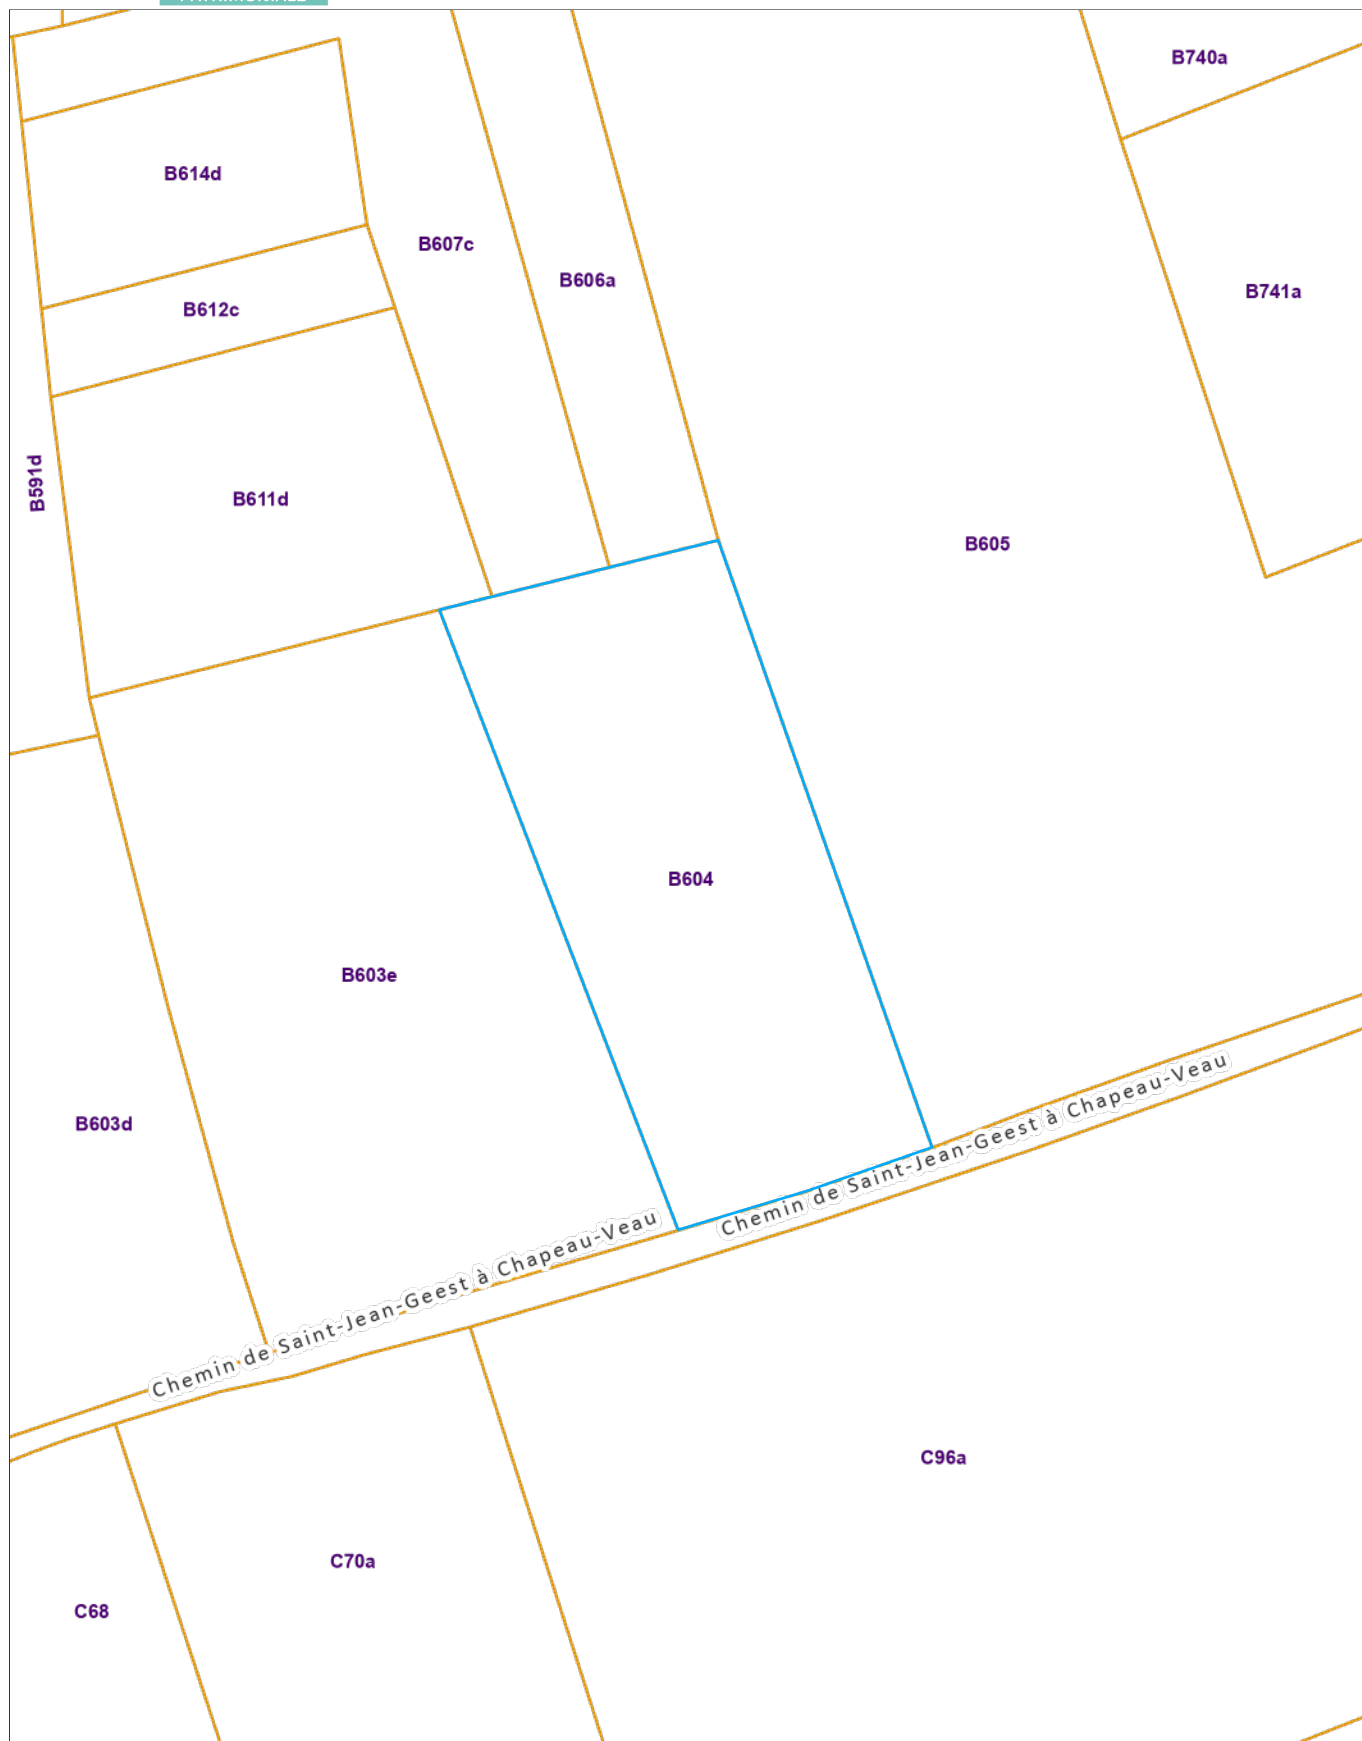 B740a
B614d
B607c
B606a
B741a
B612c
B591d
B611d
B605
B604
B603e
B603d
Chemin de Saint-Jean-Geest à Chapeau-Veau
Chemin de Saint-Jean-Geest à Chapeau-Veau
C96a
C70a
C68